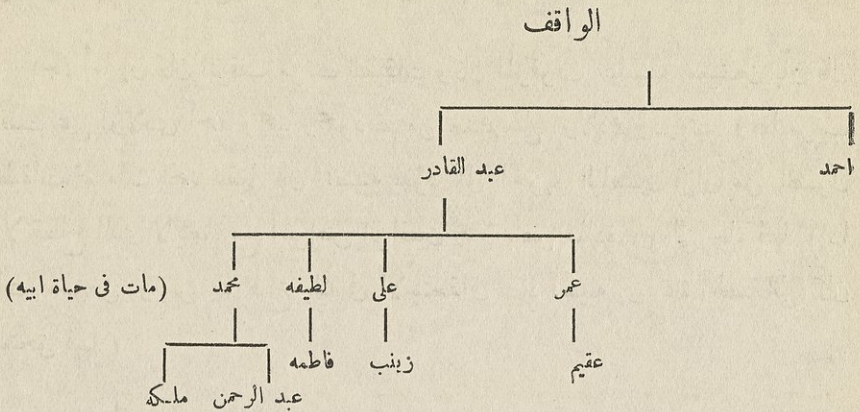 الواقف
احمد
عبد القادر
عمر
على
لطيفه
محمد
(مات فى حياة ابيه)
عقيم
زينب
فاطمه
عبد الرحمن
ملكه